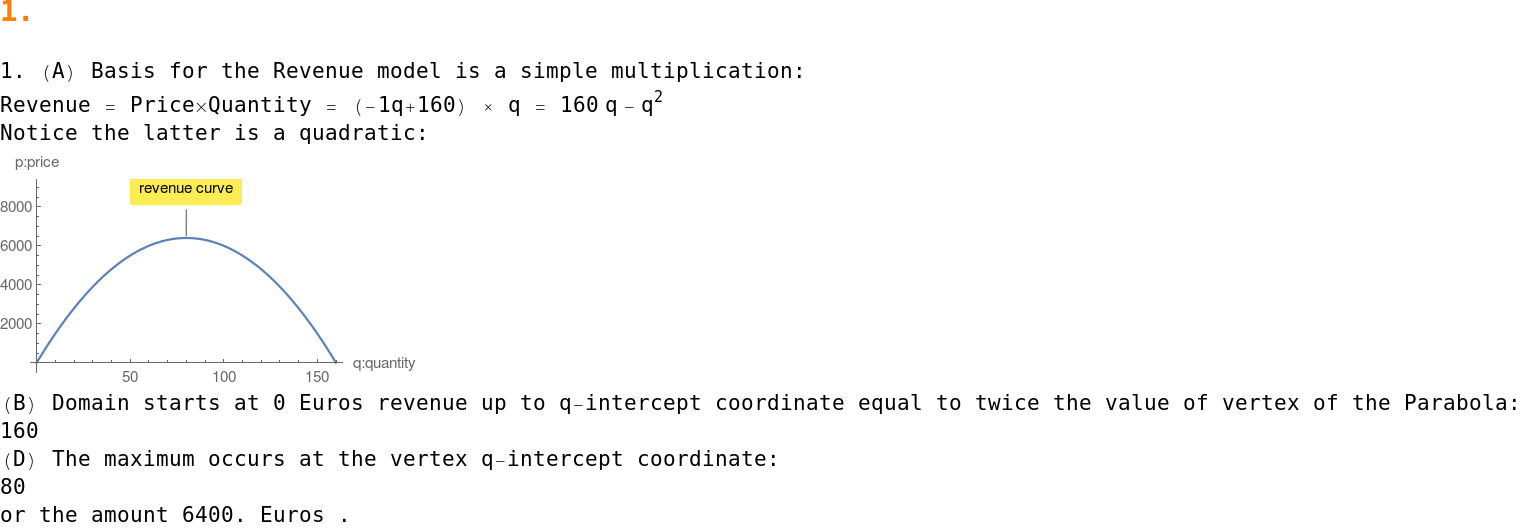 1.
1. (A) Basis for the Revenue model is a simple multiplication:
Revenue = Price×Quantity = (-1q+160) × q = 160 q - q²
Notice the latter is a quadratic:
p:price
revenue curve
8000
6000
4000
2000
q:quantity
50 100 150
(B) Domain starts at 0 Euros revenue up to q-intercept coordinate equal to twice the value of vertex of the Parabola:
160
(D) The maximum occurs at the vertex q-intercept coordinate:
80
or the amount 6400. Euros .